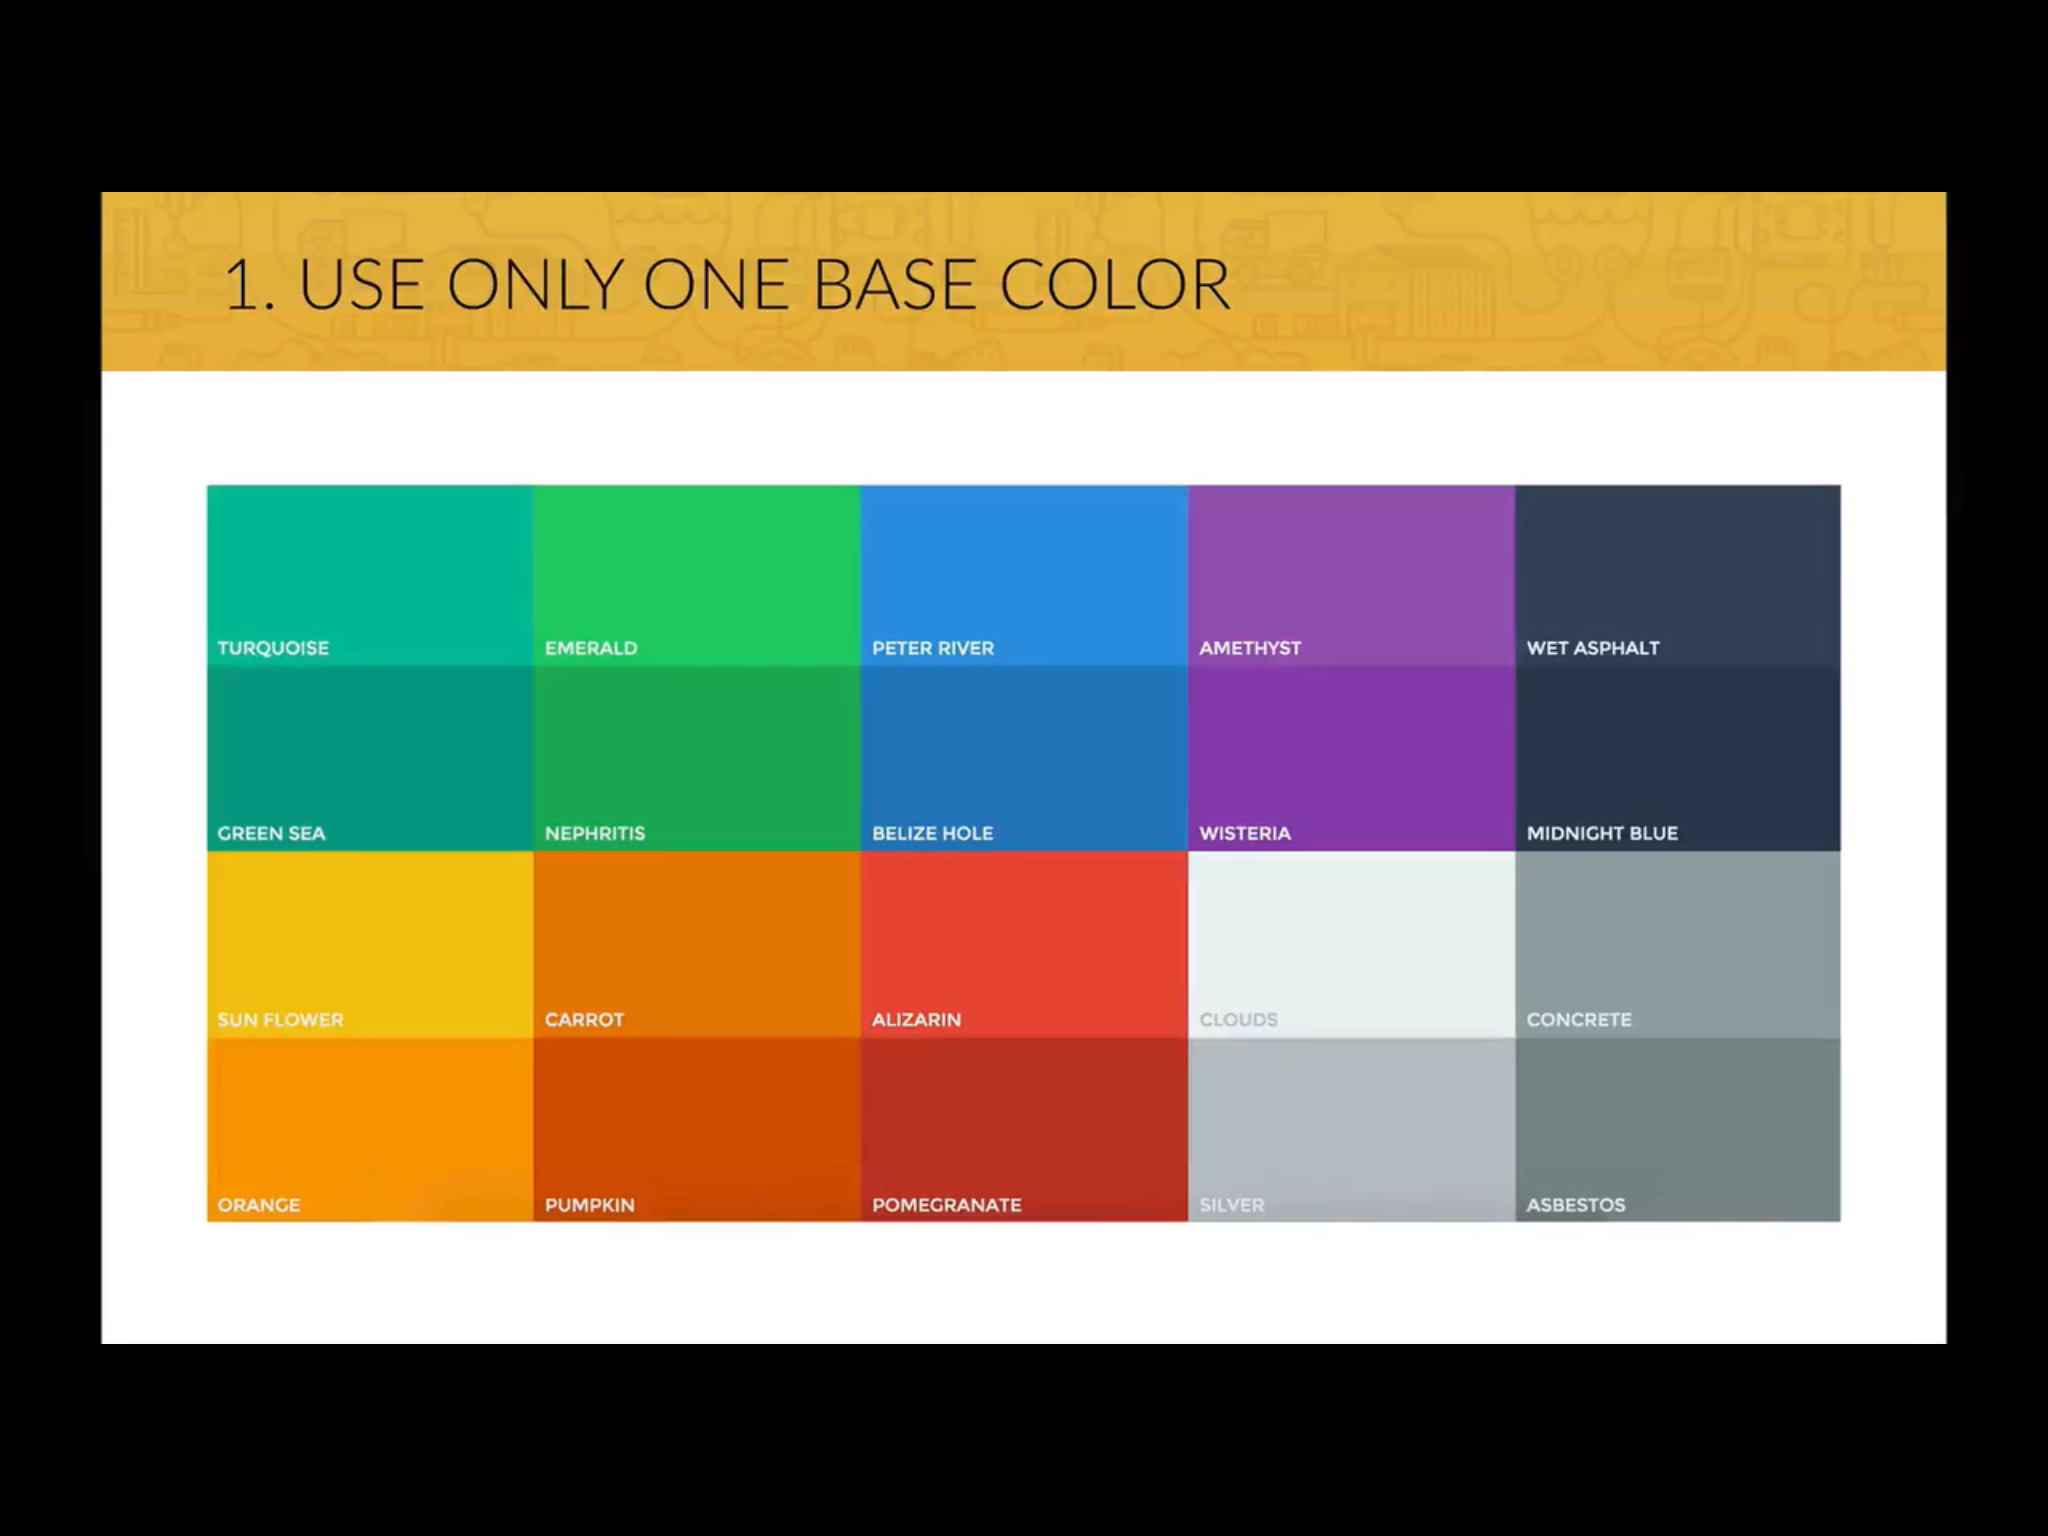 1. USE ONLY ONE BASE COLOR
TURQUOISE
EMERALD
PETER RIVER
AMETHYST
WET ASPHALT
GREEN SEA
NEPHRITIS
BELIZE HOLE
WISTERIA
MIDNIGHT BLUE
SUN FLOWER
CARROT
ALIZARIN
CLOUDS
CONCRETE
ORANGE
PUMPKIN
POMEGRANATE
SILVER
ASBESTOS